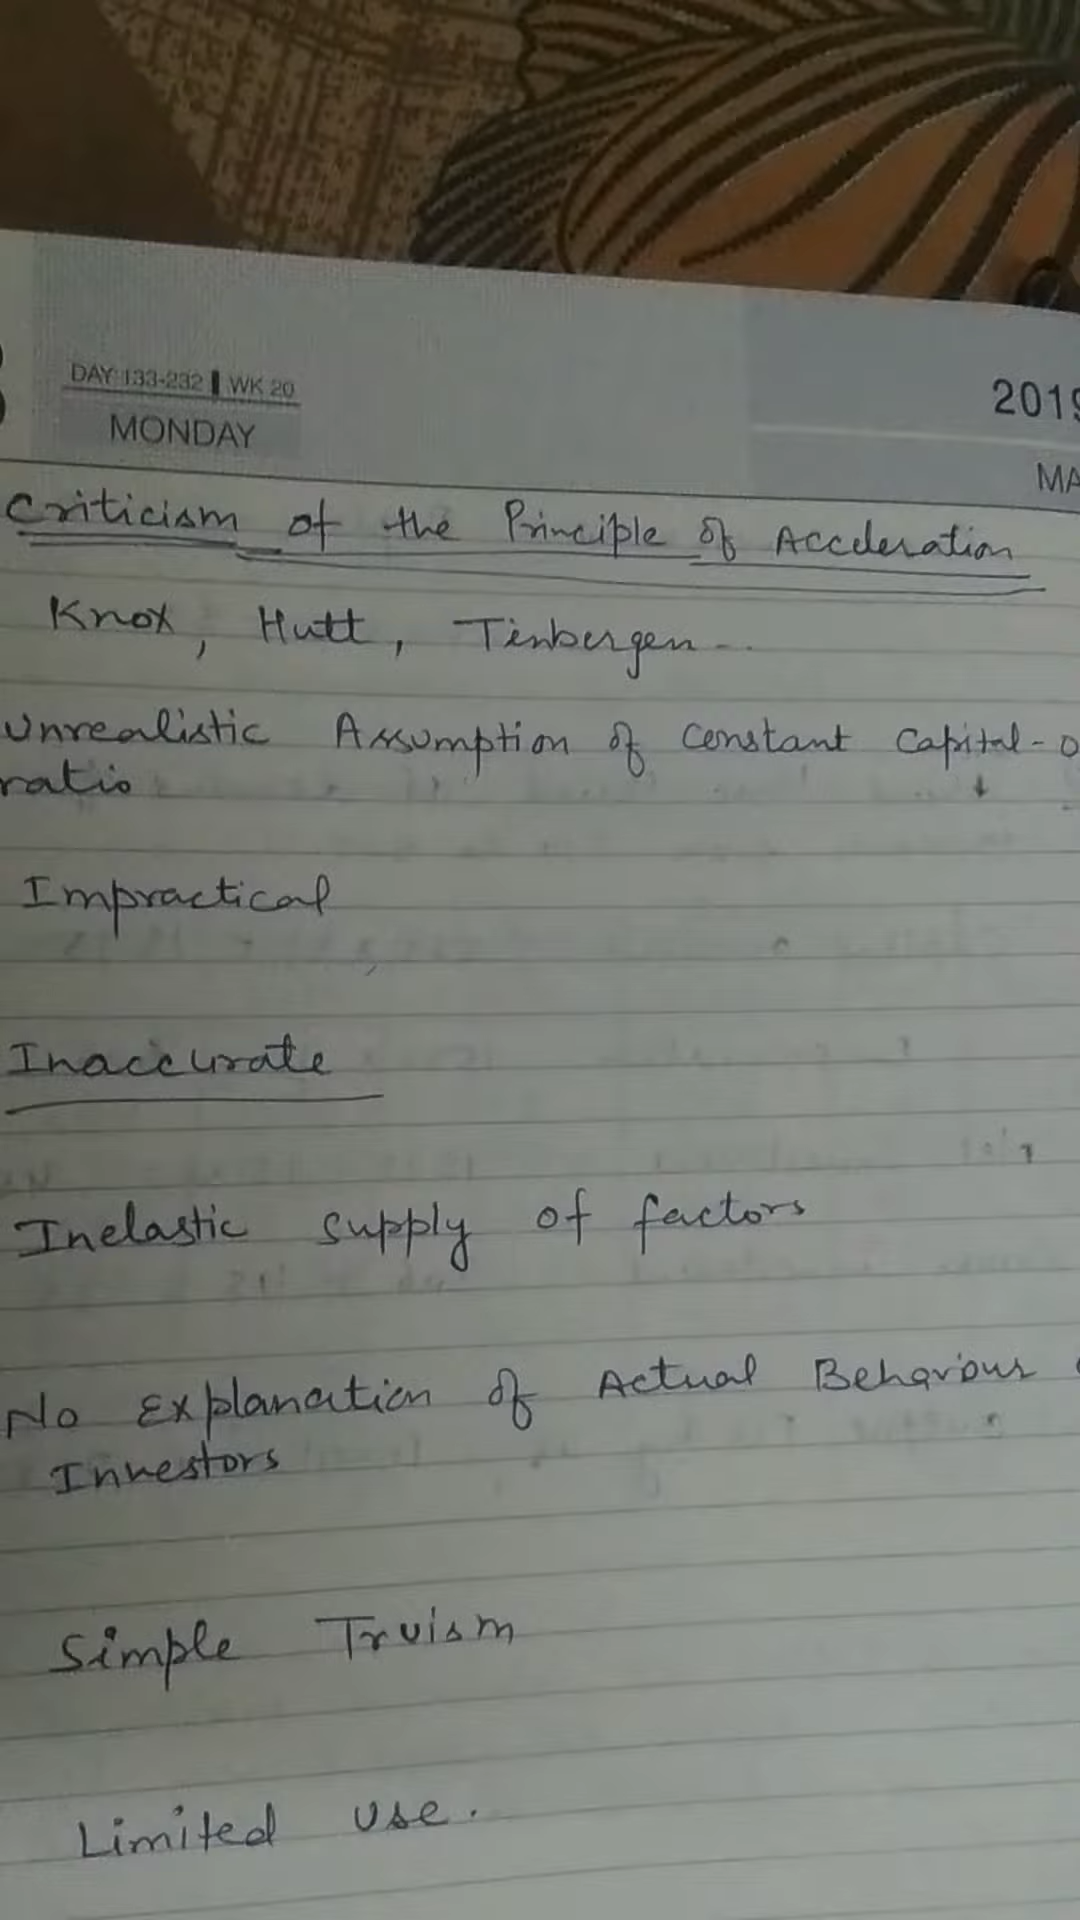 DAY 133-232 WK 20
2019
MONDAY
MA
Criticism of the Principle of Acceleration
Knox, Hutt, Tinbergen --
Unrealistic Assumption of Constant Capital-o
ratio
Impractical
Inaccurate
Inelastic supply of factors
No Explanation of Actual Behaviour
Investors
Simple Truism
Limited use.